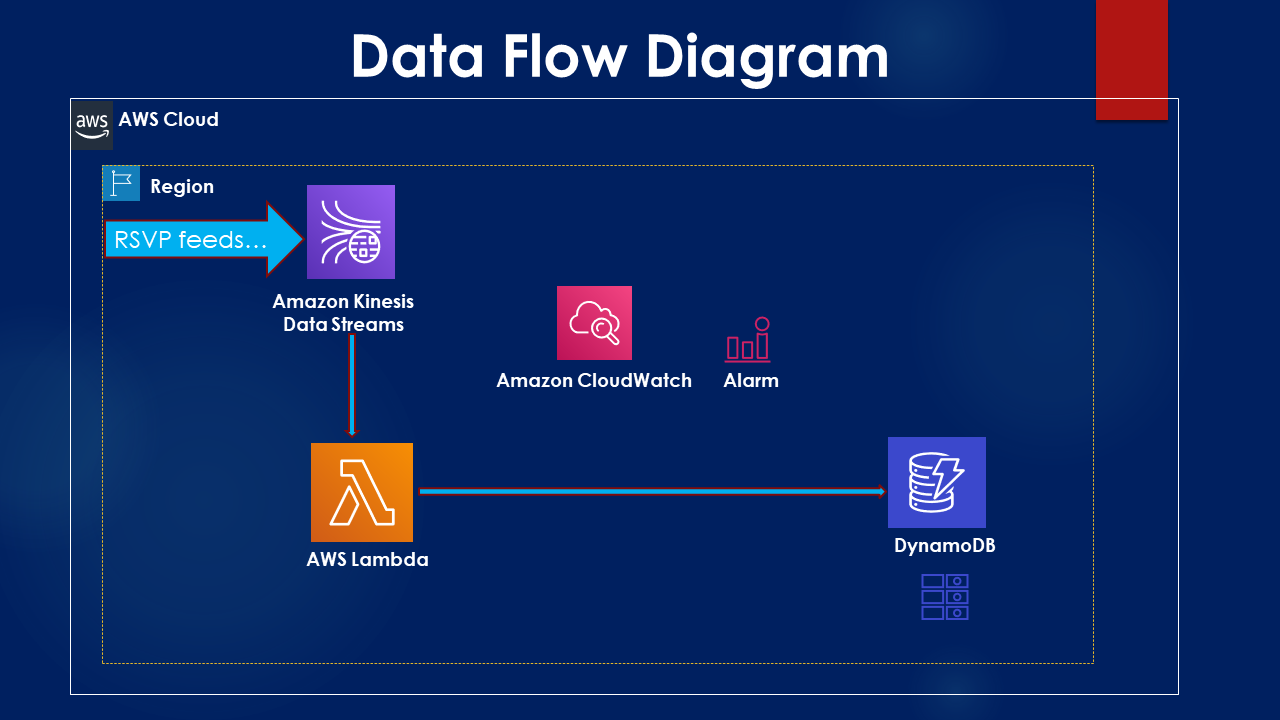 Data Flow Diagram
aws
AWS Cloud
Region
RSVP feeds...
Amazon Kinesis
Data Streams
Amazon CloudWatch
Alarm
AWS Lambda
DynamoDB